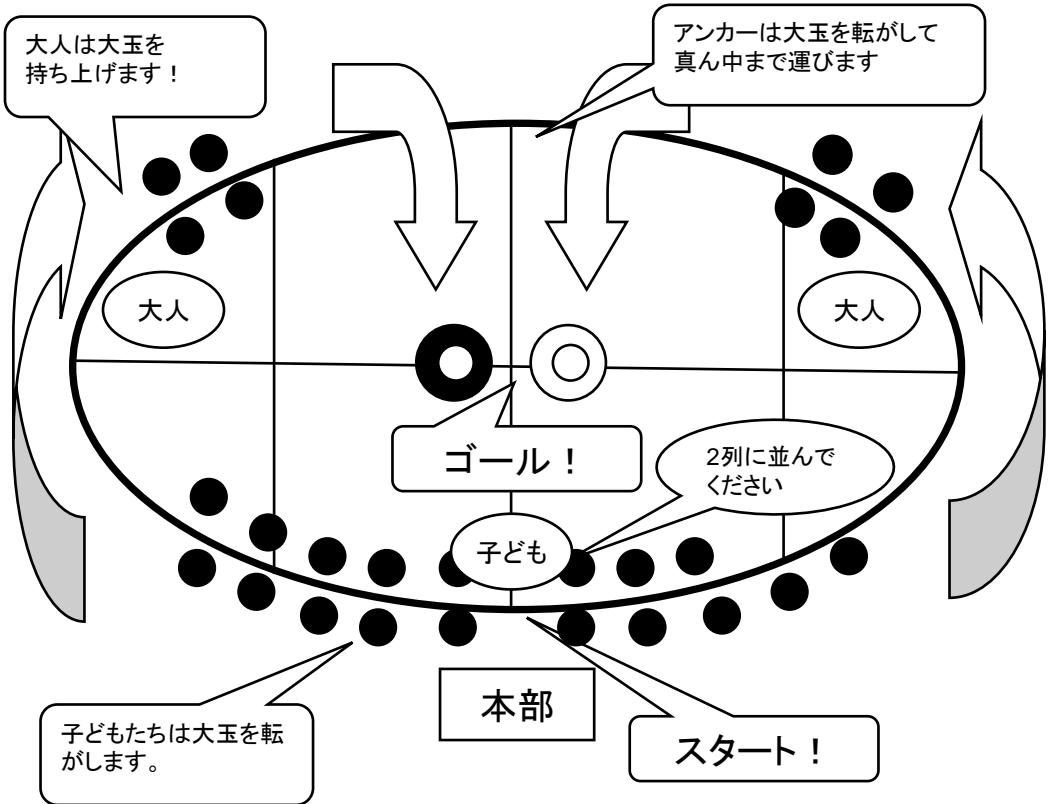 大人は大玉を
持ち上げます！
アンカーは大玉を転がして
真ん中まで運びます
大人
大人
ゴール！
2列に並んで
ください
子ども
本部
スタート！
子どもたちは大玉を転
がします。